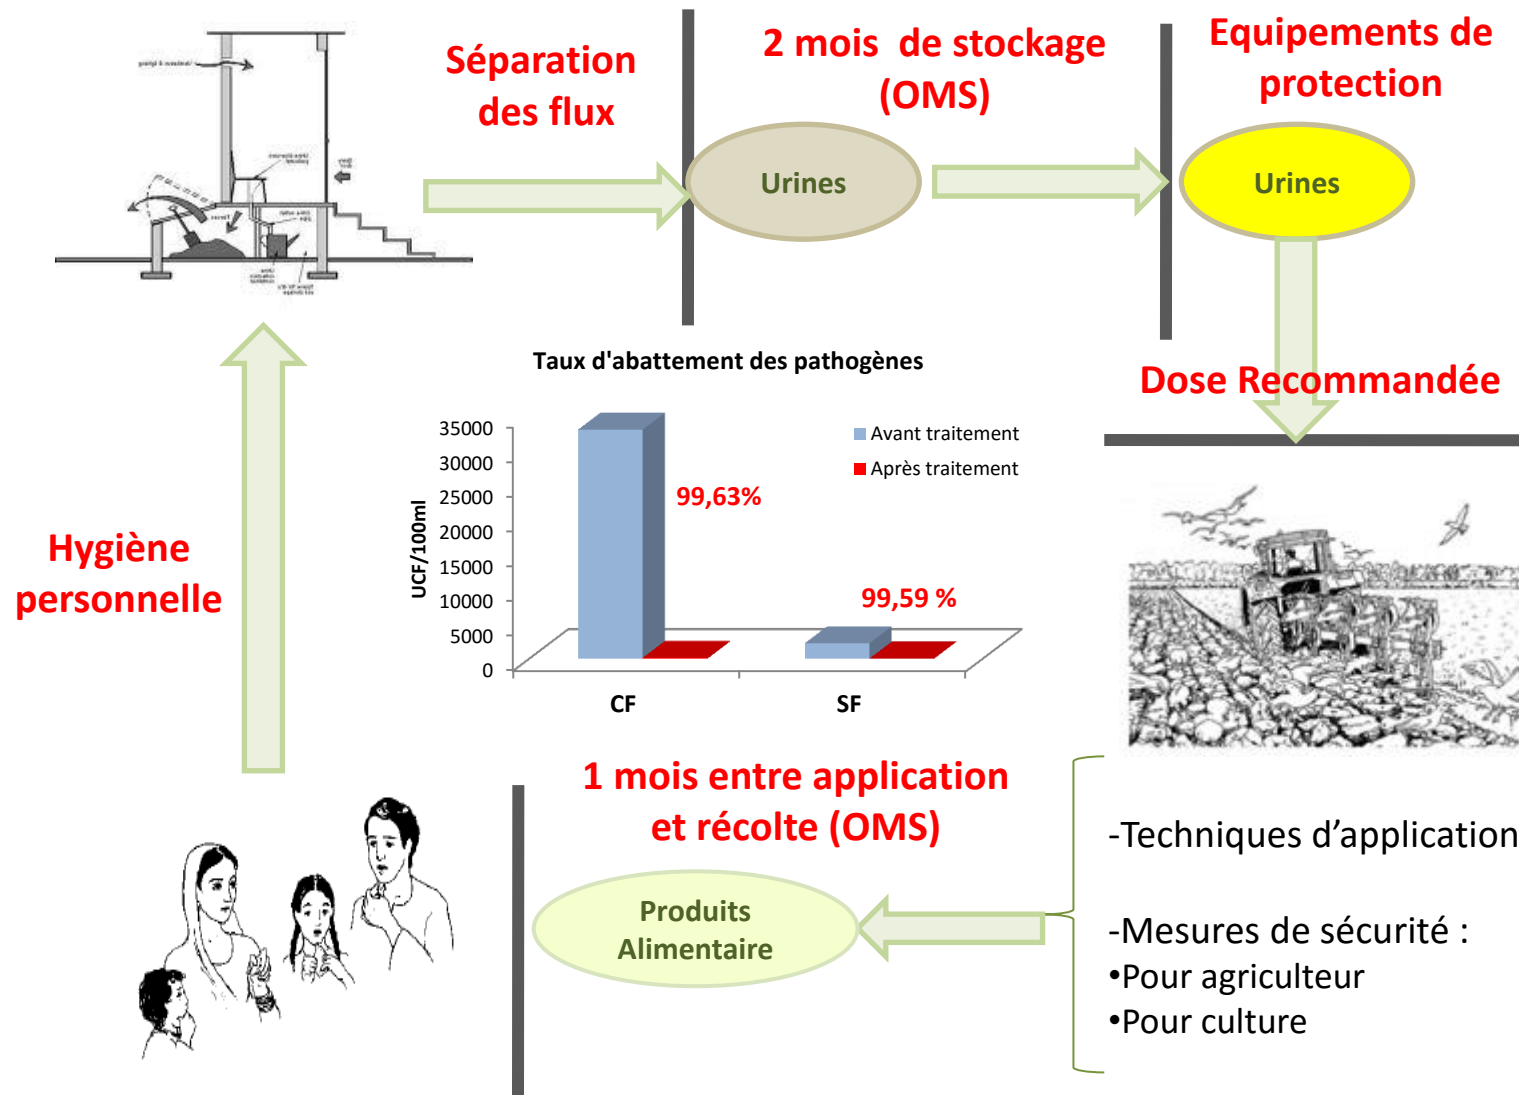 Séparation
des flux
2 mois  de stockage
(OMS)
Equipements de
protection
Urines
Urines
Dose Recommandée
Taux d'abattement des pathogènes
35000
30000
25000
20000
15000
10000
5000
0
UCF/100ml
Avant traitement
Après traitement
99,63%
99,59 %
CF
SF
Hygiène
personnelle
1 mois entre application
et récolte (OMS)
Produits
Alimentaire
-Techniques d’application
-Mesures de sécurité :
•Pour agriculteur
•Pour culture